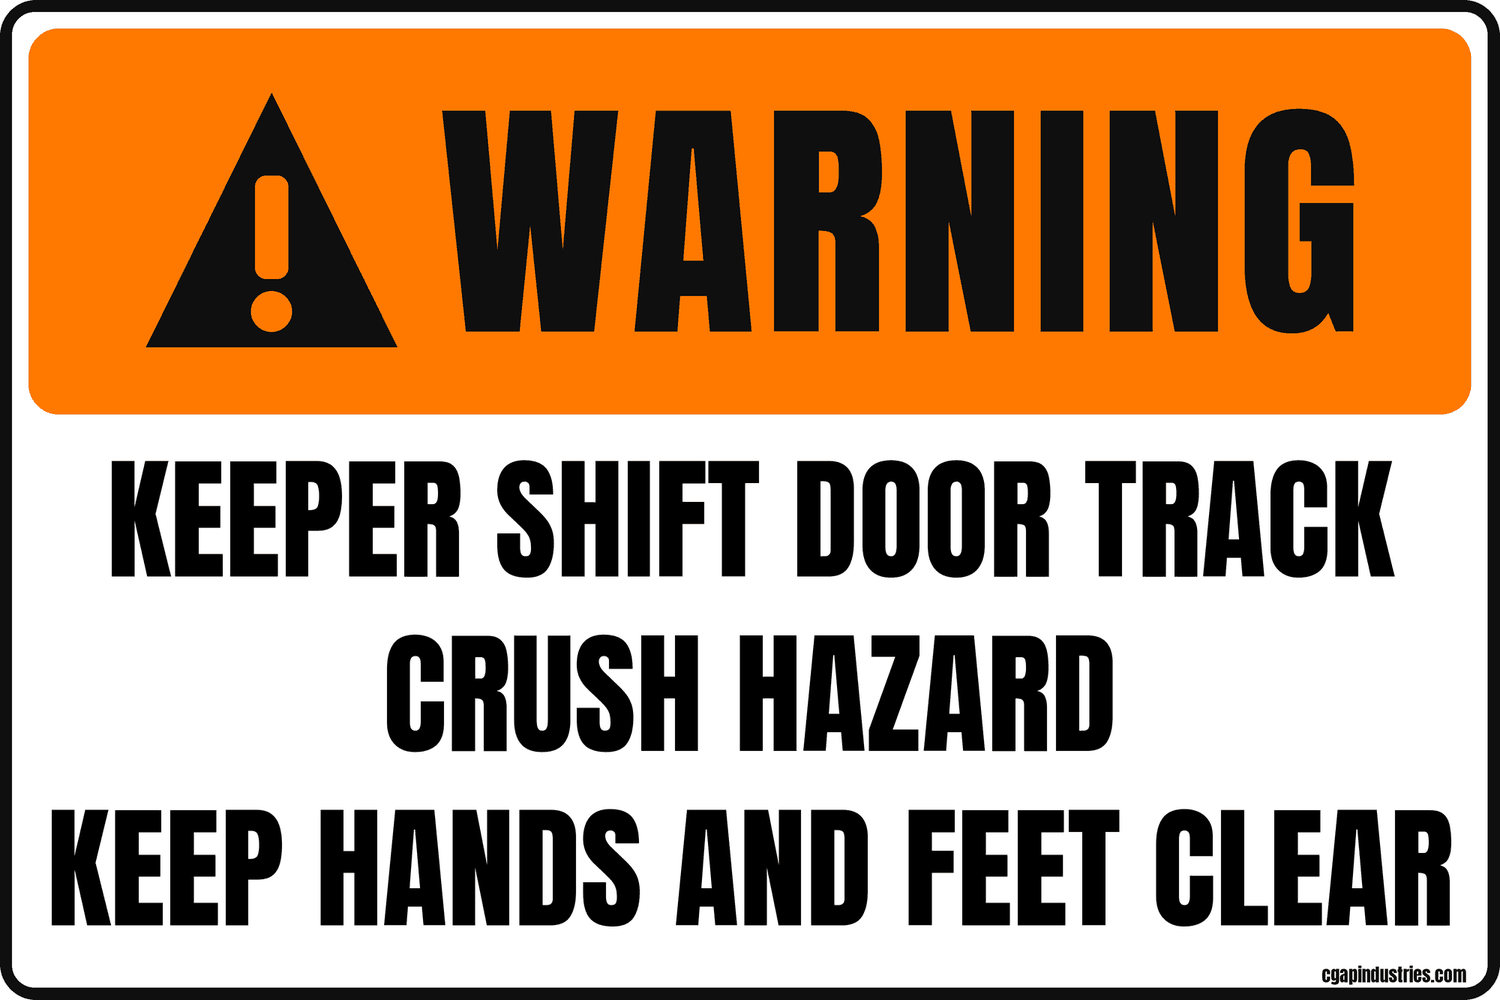 WARNING
KEEPER SHIFT DOOR TRACK
CRUSH HAZARD
KEEP HANDS AND FEET CLEAR
cgapindustries.com